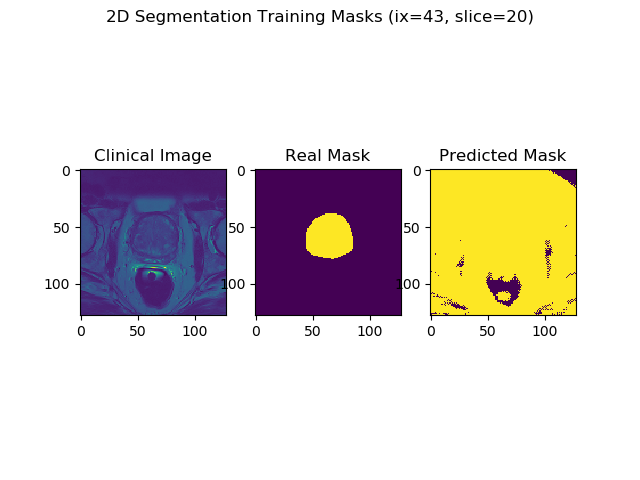 2D Segmentation Training Masks (ix=43, slice=20)
Clinical Image Real Mask Predicted Mask
0 0 0
50 50 50
100 100 100
0 50 100 0 50 100 0 50 100